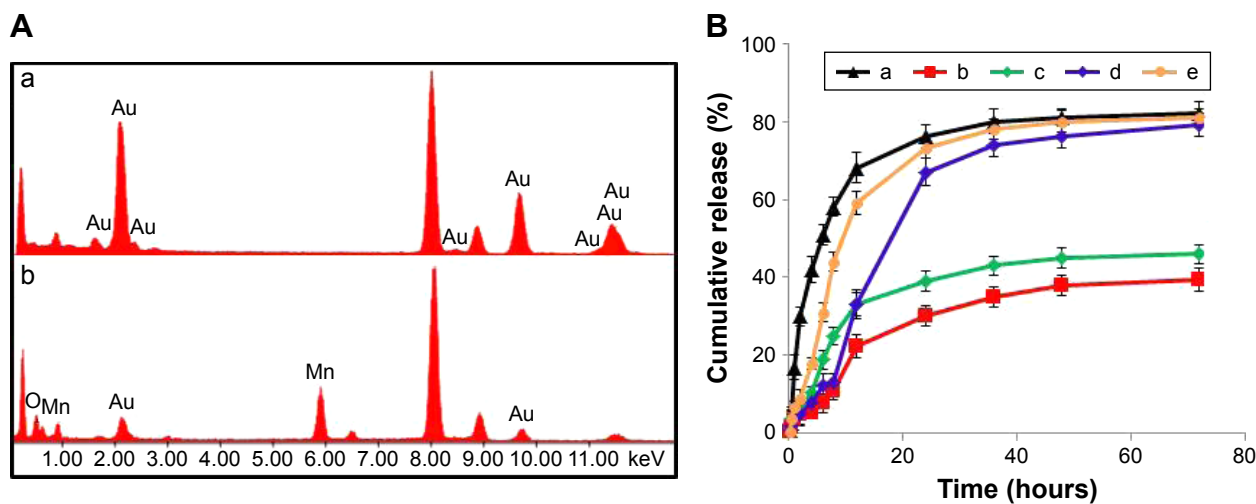 A
a
Au
Au
Au
Au
Au
Au
Au
Au
b
O
Mn
Au
Mn
Au
1.00 2.00 3.00 4.00 5.00 6.00 7.00 8.00 9.00 10.00 11.00 keV
B
100
80
60
40
20
0
a b c d e
Cumulative release (%)
0 20 40 60 80
Time (hours)